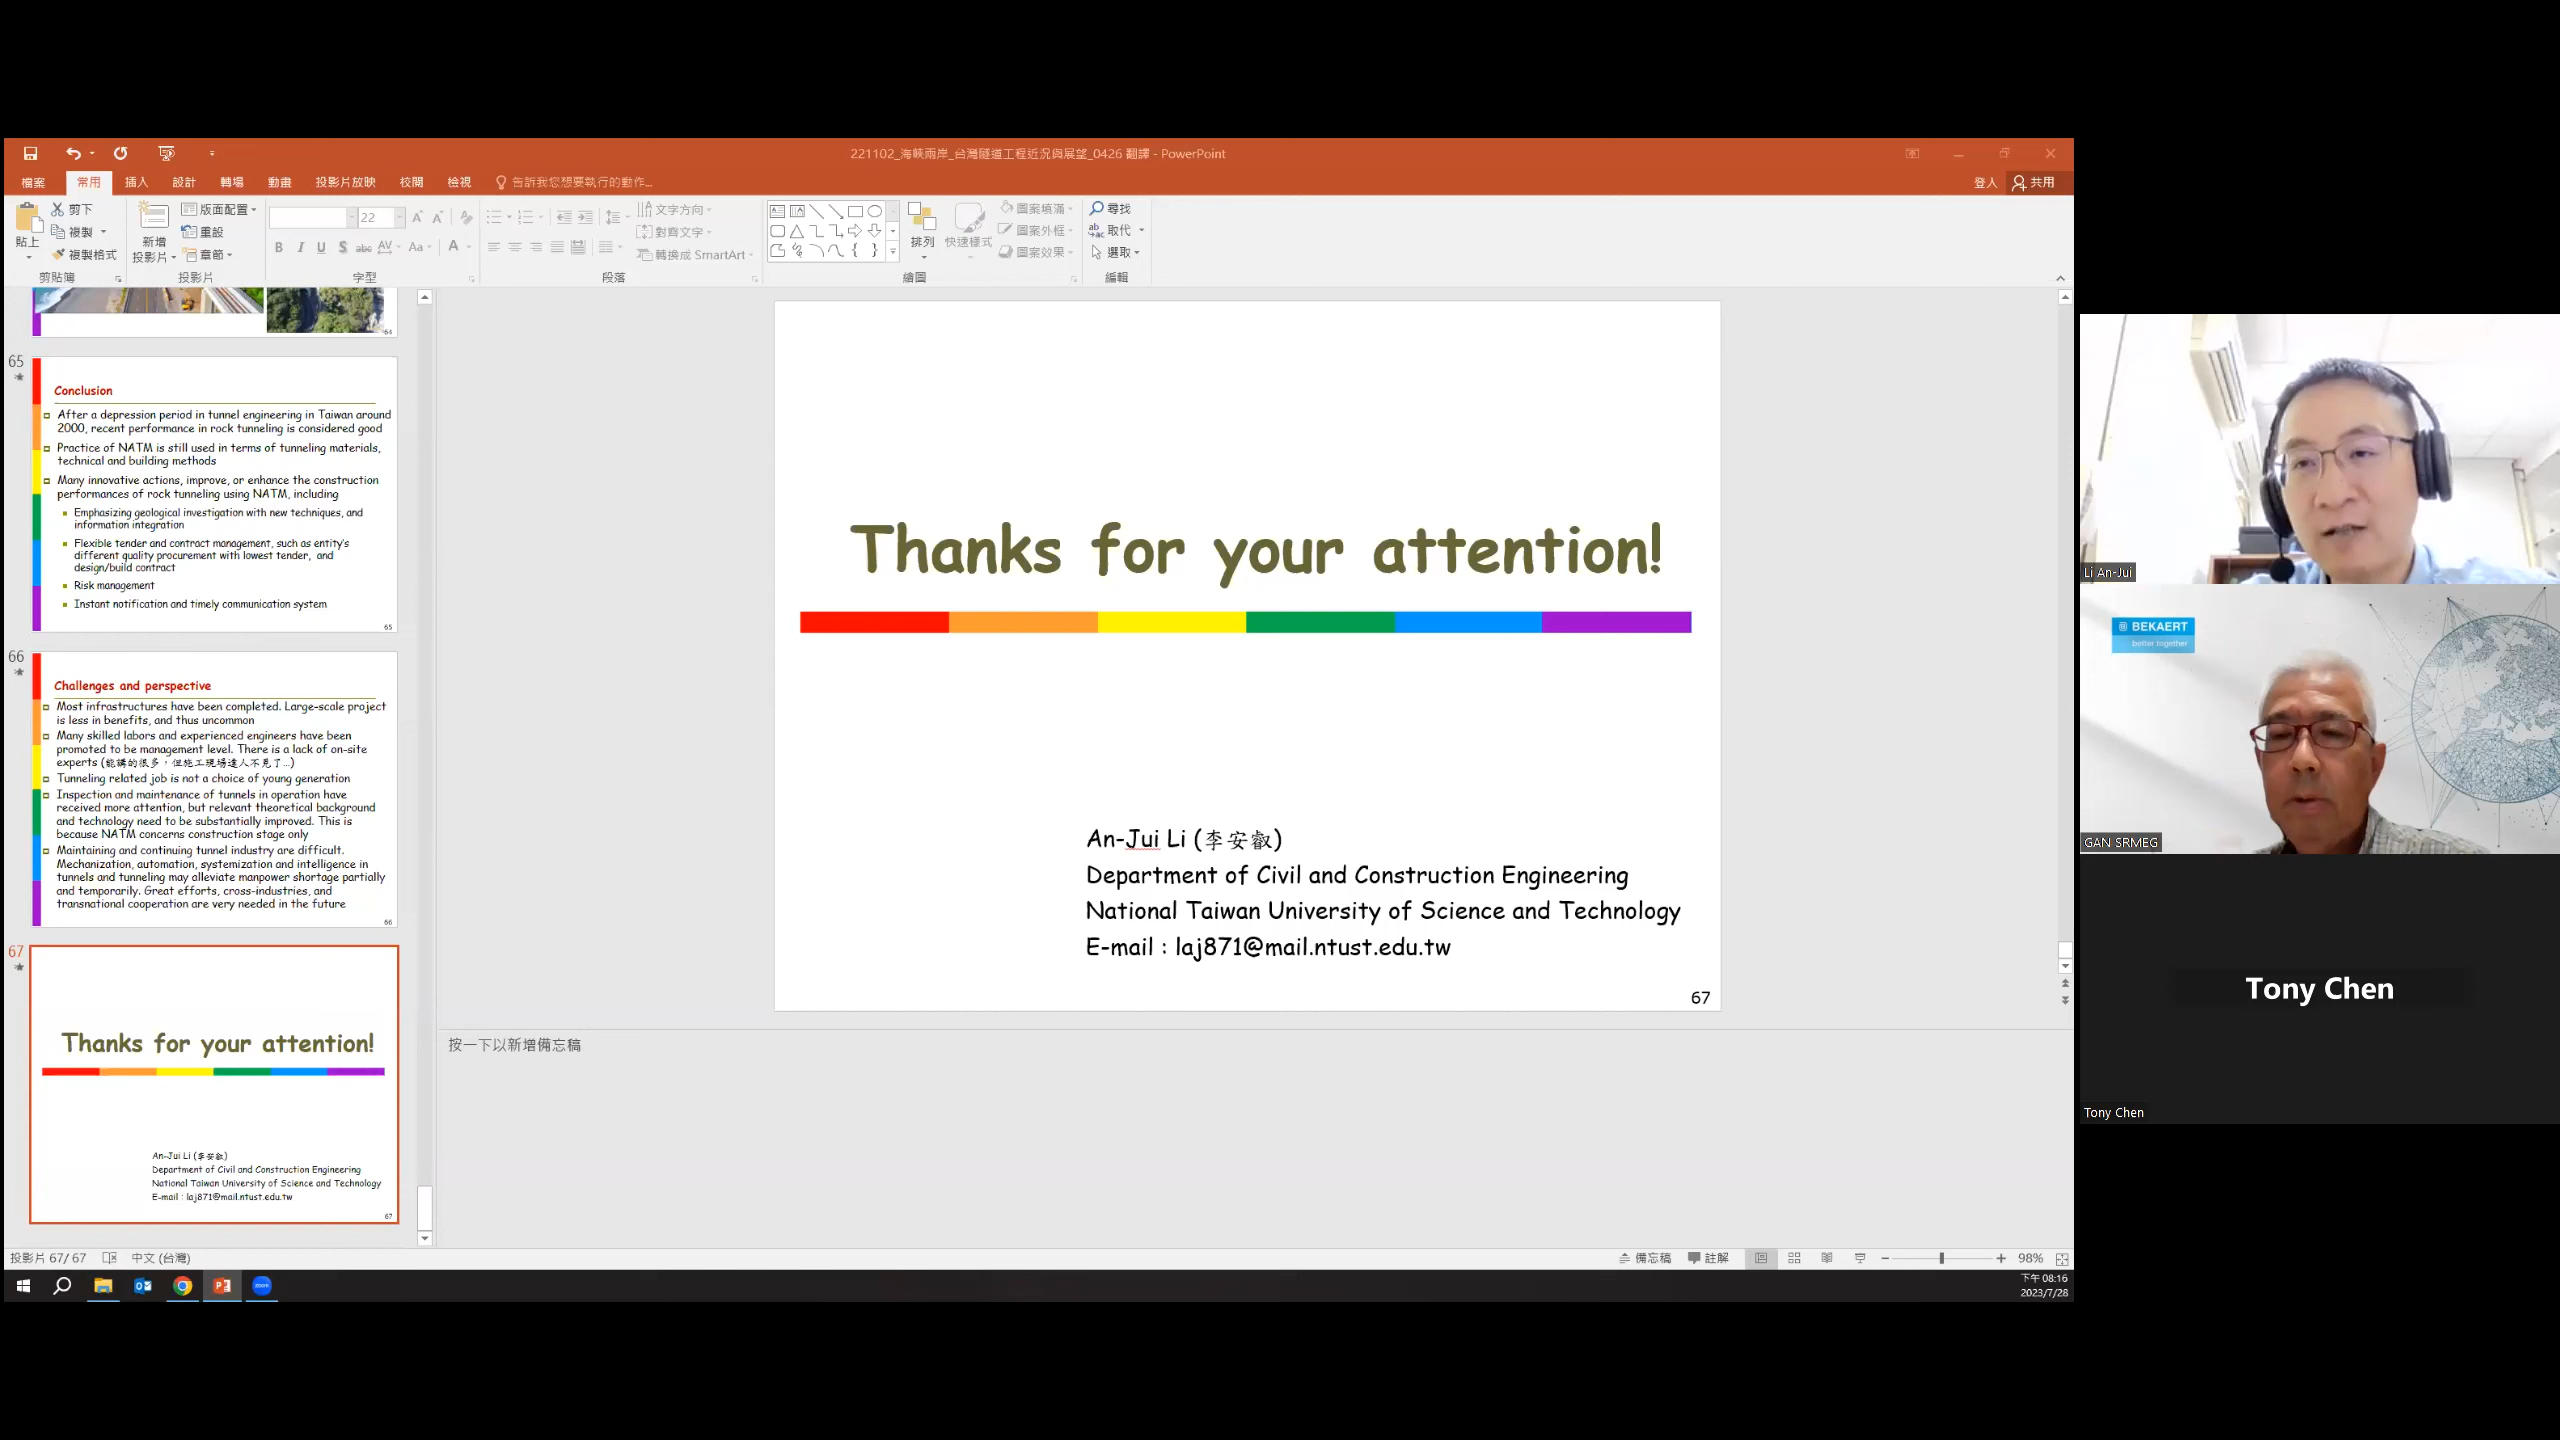 221102_海峽兩岸_台灣隧道工程近況與展望_0426 翻譯 - PowerPoint
檔案 常用 插入 設計 轉場 動畫 投影片放映 校閱 檢視 告訴我您想要執行的動作... 登入 共用
貼上
剪下
複製
複製格式
剪貼簿
新增
投影片
版面配置
重設
章節
投影片
22
B I U S abc AV Aa A
字型
文字方向
對齊文字
轉換成 SmartArt
段落
排列
快速樣式
圖案填滿
圖案外框
圖案效果
繪圖
尋找
取代
選取
編輯
64
65
Conclusion
After a depression period in tunnel engineering in Taiwan around
2000, recent performance in rock tunneling is considered good
Practice of NATM is still used in terms of tunneling materials,
technical and building methods
Many innovative actions, improve, or enhance the construction
performances of rock tunneling using NATM, including
Emphasizing geological investigation with new techniques, and
information integration
Flexible tender and contract management, such as entity's
different quality procurement with lowest tender, and
design/build contract
Risk management
Instant notification and timely communication system
65
66
Challenges and perspective
Most infrastructures have been completed. Large-scale project
is less in benefits, and thus uncommon
Many skilled labors and experienced engineers have been
promoted to be management level. There is a lack of on-site
experts (能講的很多，但施工現場達人不見了...)
Tunneling related job is not a choice of young generation
Inspection and maintenance of tunnels in operation have
received more attention, but relevant theoretical background
and technology need to be substantially improved. This is
because NATM concerns construction stage only
Maintaining and continuing tunnel industry are difficult.
Mechanization, automation, systemization and intelligence in
tunnels and tunneling may alleviate manpower shortage partially
and temporarily. Great efforts, cross-industries, and
transnational cooperation are very needed in the future
66
67
Thanks for your attention!
An-Jui Li (李安叡)
Department of Civil and Construction Engineering
National Taiwan University of Science and Technology
E-mail : laj871@mail.ntust.edu.tw
67
Thanks for your attention!
An-Jui Li (李安叡)
Department of Civil and Construction Engineering
National Taiwan University of Science and Technology
E-mail : laj871@mail.ntust.edu.tw
67
按一下以新增備忘稿
投影片 67/ 67 中文 (台灣) 備忘稿 註解 98%
下午 08:16
2023/7/28
Li An-Jui
BEKAERT
better together
GAN SRMEG
Tony Chen
Tony Chen